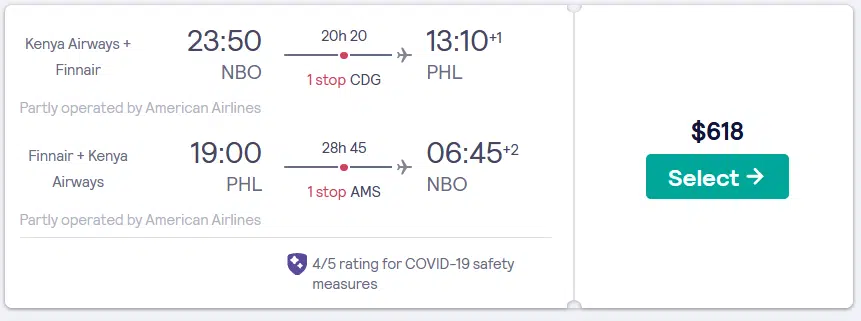 Kenya Airways +
Finnair
23:50
NBO
20h 20
1 stop CDG
13:10+1
PHL
Partly operated by American Airlines
Finnair + Kenya
Airways
19:00
PHL
28h 45
1 stop AMS
06:45+2
NBO
Partly operated by American Airlines
4/5 rating for COVID-19 safety
measures
$618
Select →